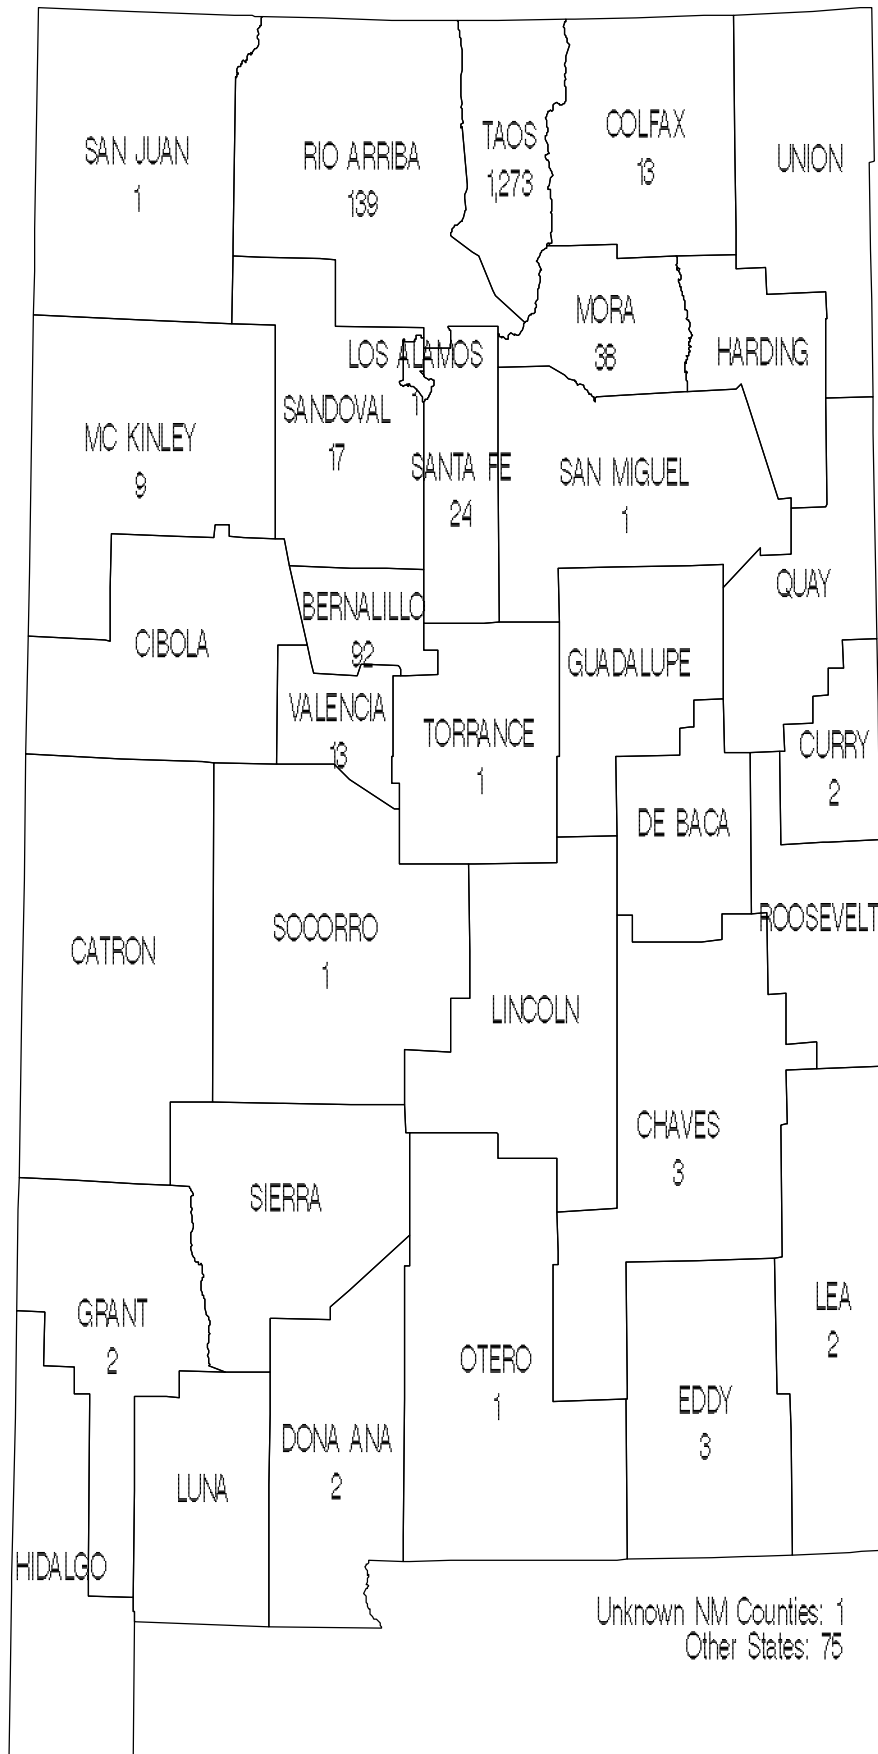 SAN JUAN
1
RIO ARRIBA
139
TAOS
1,273
COLFAX
13
UNION
MORA
38
HARDING
LOS ALAMOS
1
SANDOVAL
17
MC KINLEY
9
SANTA FE
24
SAN MIGUEL
1
QUAY
BERNALILLO
92
CIBOLA
GUADALUPE
VALENCIA
13
TORRANCE
1
CURRY
2
DE BACA
ROOSEVELT
CATRON
SOCORRO
1
LINCOLN
CHAVES
3
SIERRA
GRANT
2
LEA
2
OTERO
1
EDDY
3
DONA ANA
2
LUNA
HIDALGO
Unknown NM Counties: 1
Other States: 75